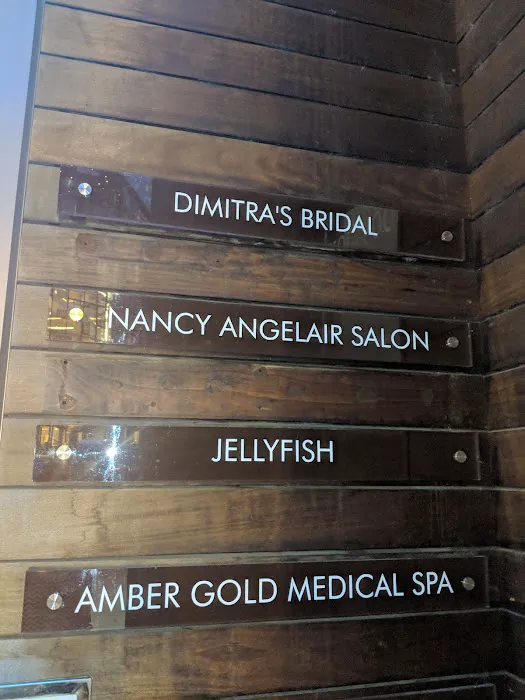 DIMITRA'S BRIDAL
NANCY ANGELAIR SALON
JELLYFISH
AMBER GOLD MEDICAL SPA